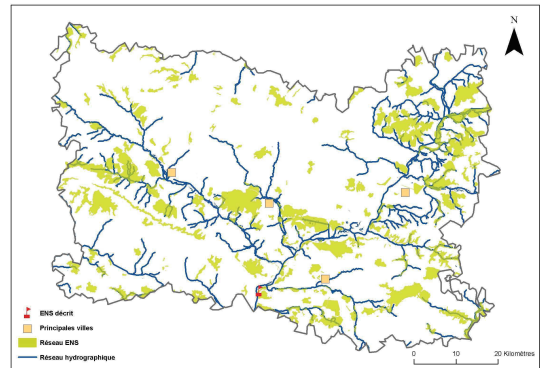 N
ENS décrit
Principales villes
Réseau ENS
Réseau hydrographique
0 10 20 Kilomètres